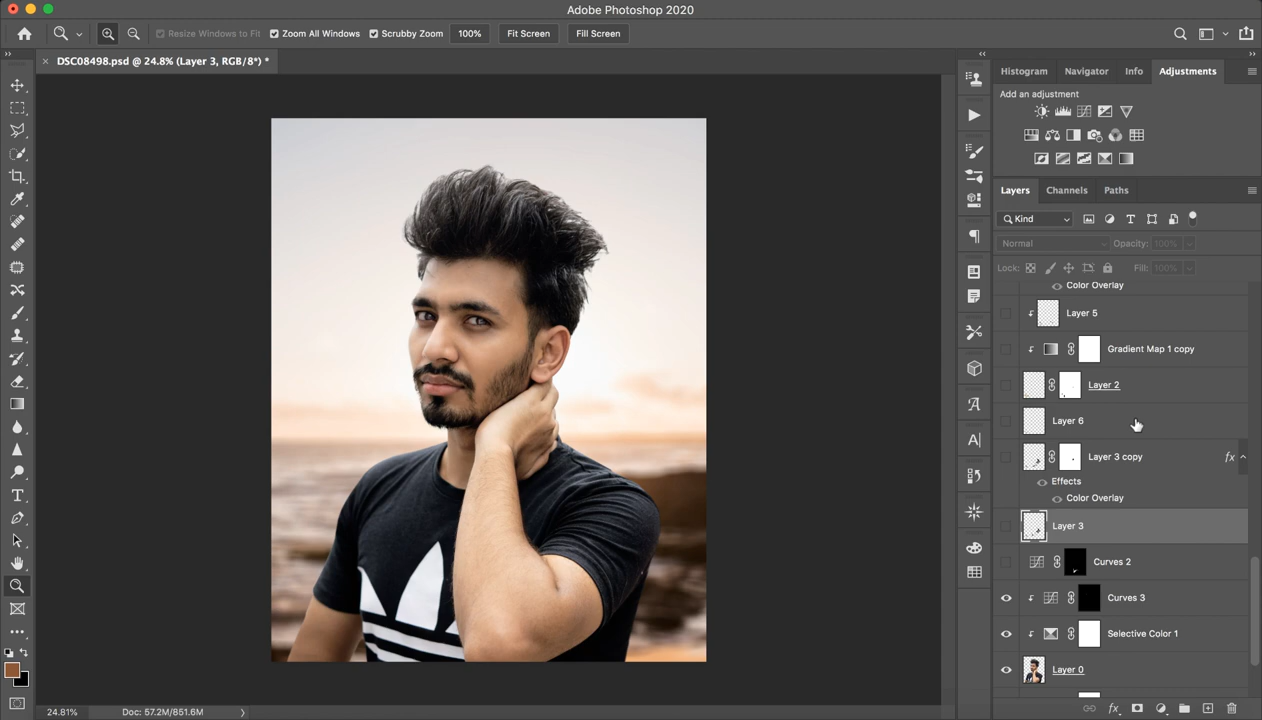 Adobe Photoshop 2020
Resize Windows to Fit Zoom All Windows Scrubby Zoom 100% Fit Screen Fill Screen
DSC08498.psd @ 24.8% (Layer 3, RGB/8*) *
Histogram Navigator Info Adjustments
Add an adjustment
Layers Channels Paths
Kind
Normal Opacity: 100%
Lock: Fill: 100%
Color Overlay
Layer 5
Gradient Map 1 copy
Layer 2
Layer 6
Layer 3 copy fx
Effects
Color Overlay
Layer 3
Curves 2
Curves 3
Selective Color 1
Layer 0
24.81% Doc: 57.2M/851.6M
fx